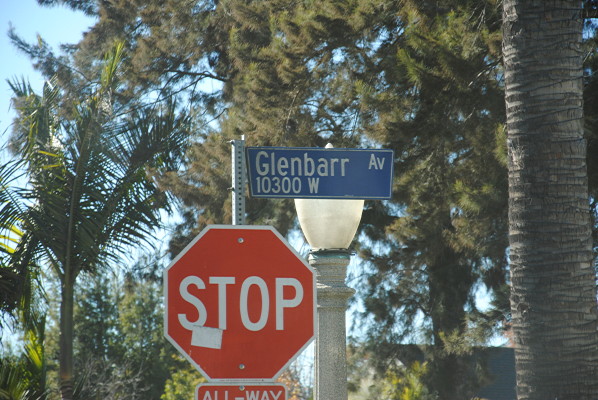 Glenbarr Av
10300 W
STOP
ALL-WAY